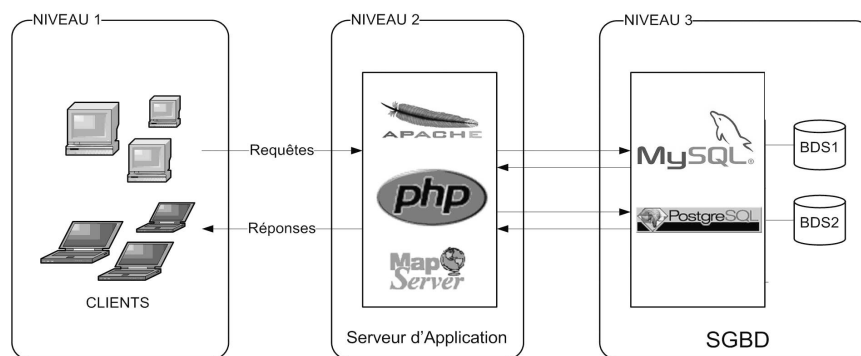 NIVEAU 1
NIVEAU 2
NIVEAU 3
APACHE
Requêtes
MySQL®
BDS1
php
PostgreSQL
BDS2
Réponses
Map
Server
CLIENTS
Serveur d'Application
SGBD